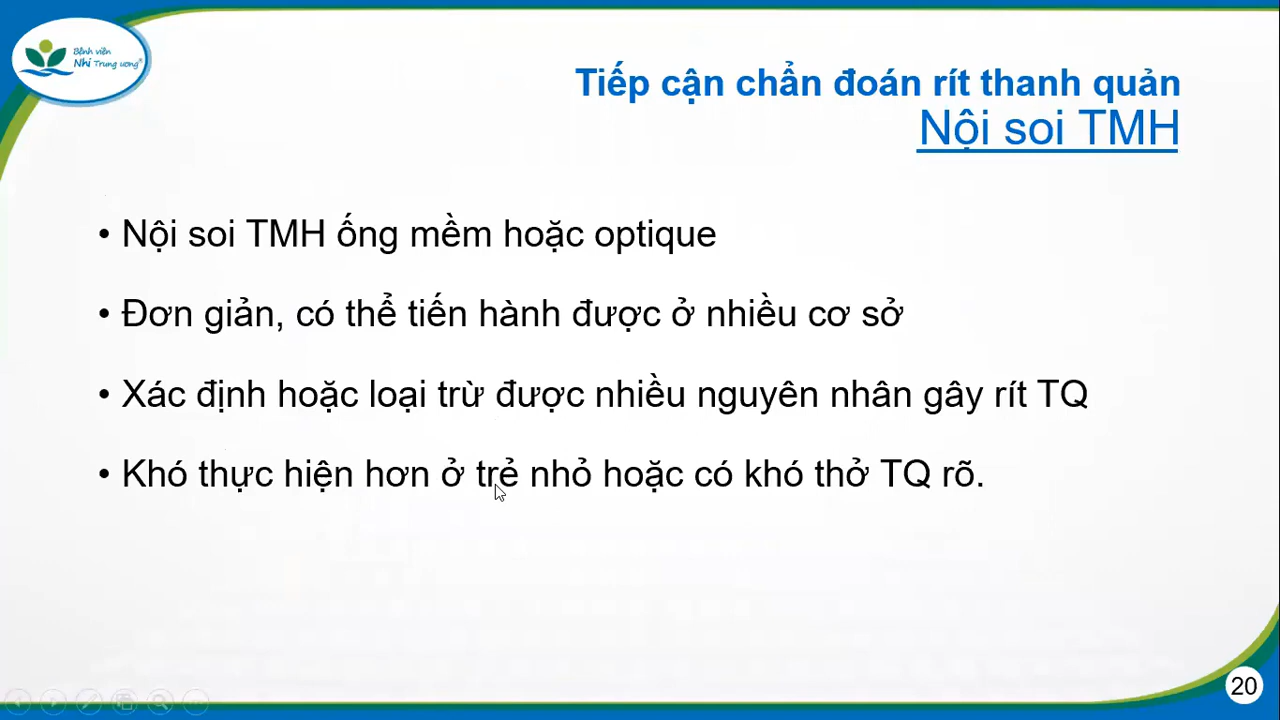 Bệnh viện
Nhi Trung ương®
Tiếp cận chẩn đoán rít thanh quản
Nội soi TMH
• Nội soi TMH ống mềm hoặc optique
• Đơn giản, có thể tiến hành được ở nhiều cơ sở
• Xác định hoặc loại trừ được nhiều nguyên nhân gây rít TQ
• Khó thực hiện hơn ở trẻ nhỏ hoặc có khó thở TQ rõ.
20